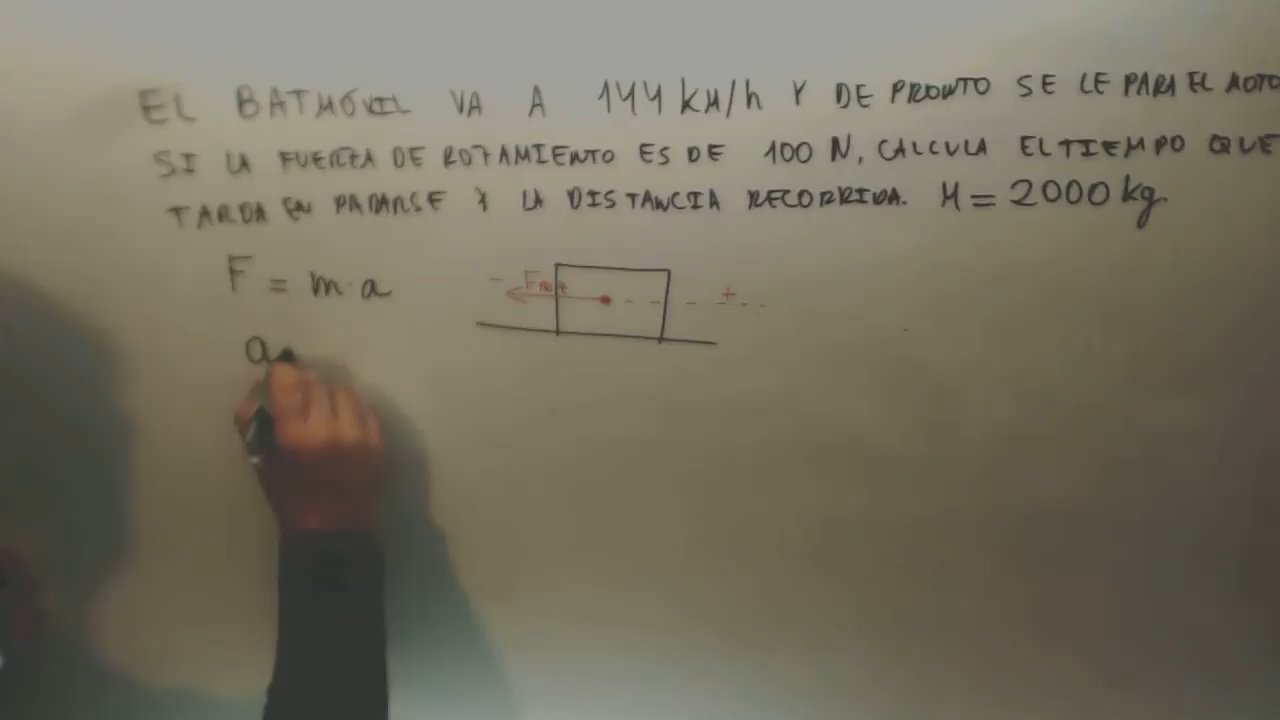 EL BATMÓVIL VA A 144 km/h Y DE PRONTO SE LE PARA EL MOTO
SI LA FUERZA DE ROZAMIENTO ES DE 100 N, CALCULA EL TIEMPO QUE
TARDA EN PARARSE Y LA DISTANCIA RECORRIDA. M = 2000 kg.
F = m·a
- Froz +
a